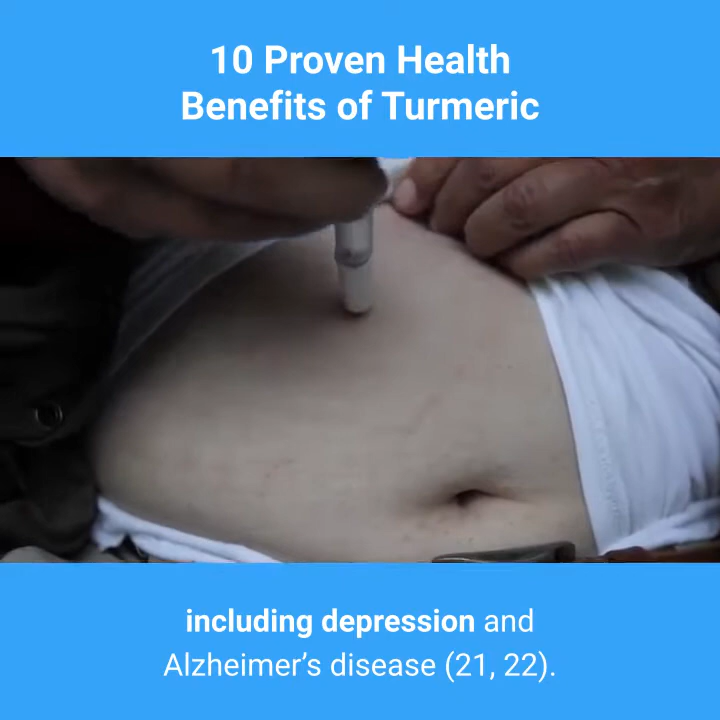 10 Proven Health
Benefits of Turmeric
including depression and
Alzheimer’s disease (21, 22).